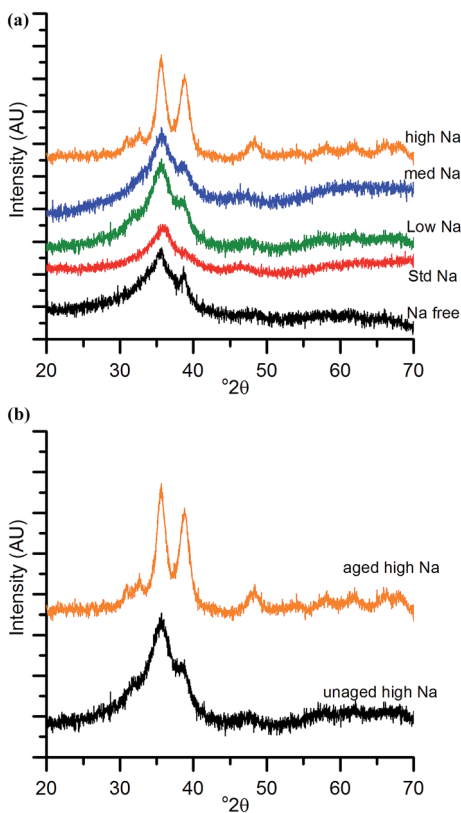 (a)
Intensity (AU)
high Na
med Na
Low Na
Std Na
Na free
20 30 40 50 60 70
°2θ
(b)
Intensity (AU)
aged high Na
unaged high Na
20 30 40 50 60 70
°2θ